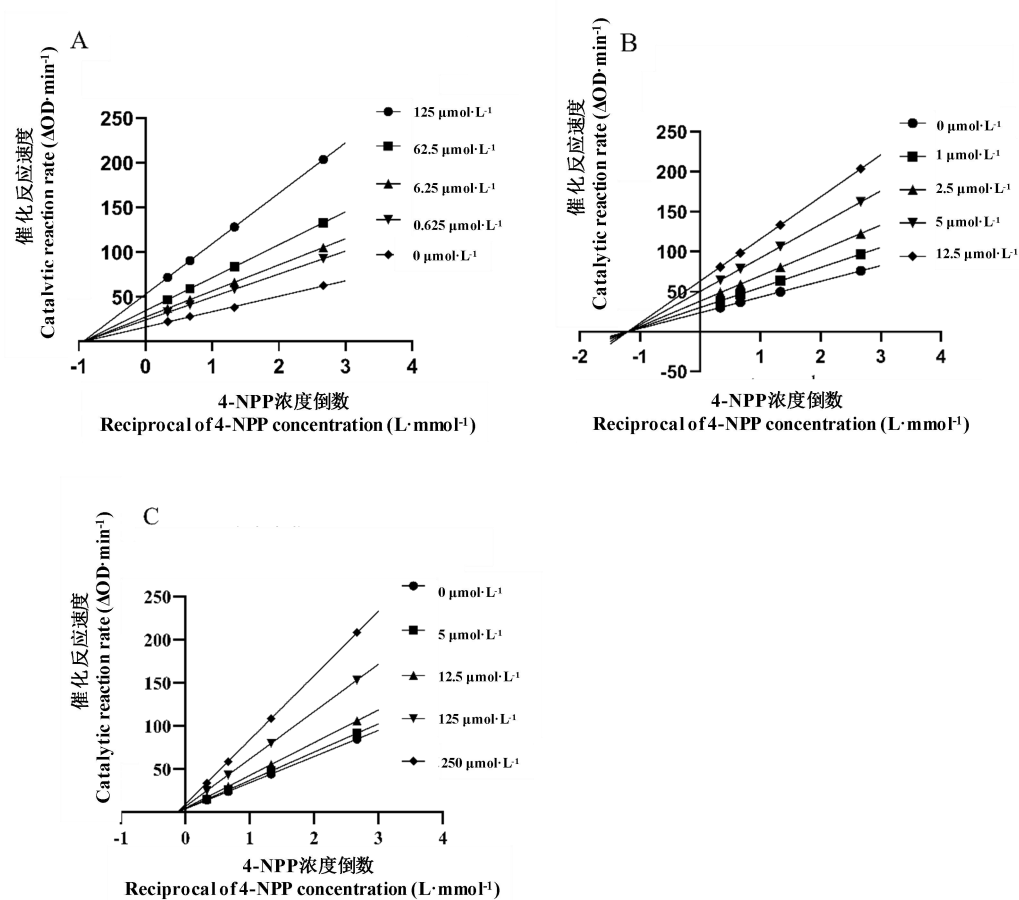 A
催化反应速度
Catalytic reaction rate (ΔOD·min⁻¹)
250
200
150
100
50
-1
0
1
2
3
4
125 μmol·L⁻¹
62.5 μmol·L⁻¹
6.25 μmol·L⁻¹
0.625 μmol·L⁻¹
0 μmol·L⁻¹
4-NPP浓度倒数
Reciprocal of 4-NPP concentration (L·mmol⁻¹)
B
催化反应速度
Catalytic reaction rate (ΔOD·min⁻¹)
250
200
150
100
50
-50
-2
-1
1
2
3
4
0 μmol·L⁻¹
1 μmol·L⁻¹
2.5 μmol·L⁻¹
5 μmol·L⁻¹
12.5 μmol·L⁻¹
4-NPP浓度倒数
Reciprocal of 4-NPP concentration (L·mmol⁻¹)
C
催化反应速度
Catalytic reaction rate (ΔOD·min⁻¹)
250
200
150
100
50
-1
0
1
2
3
4
0 μmol·L⁻¹
5 μmol·L⁻¹
12.5 μmol·L⁻¹
125 μmol·L⁻¹
250 μmol·L⁻¹
4-NPP浓度倒数
Reciprocal of 4-NPP concentration (L·mmol⁻¹)